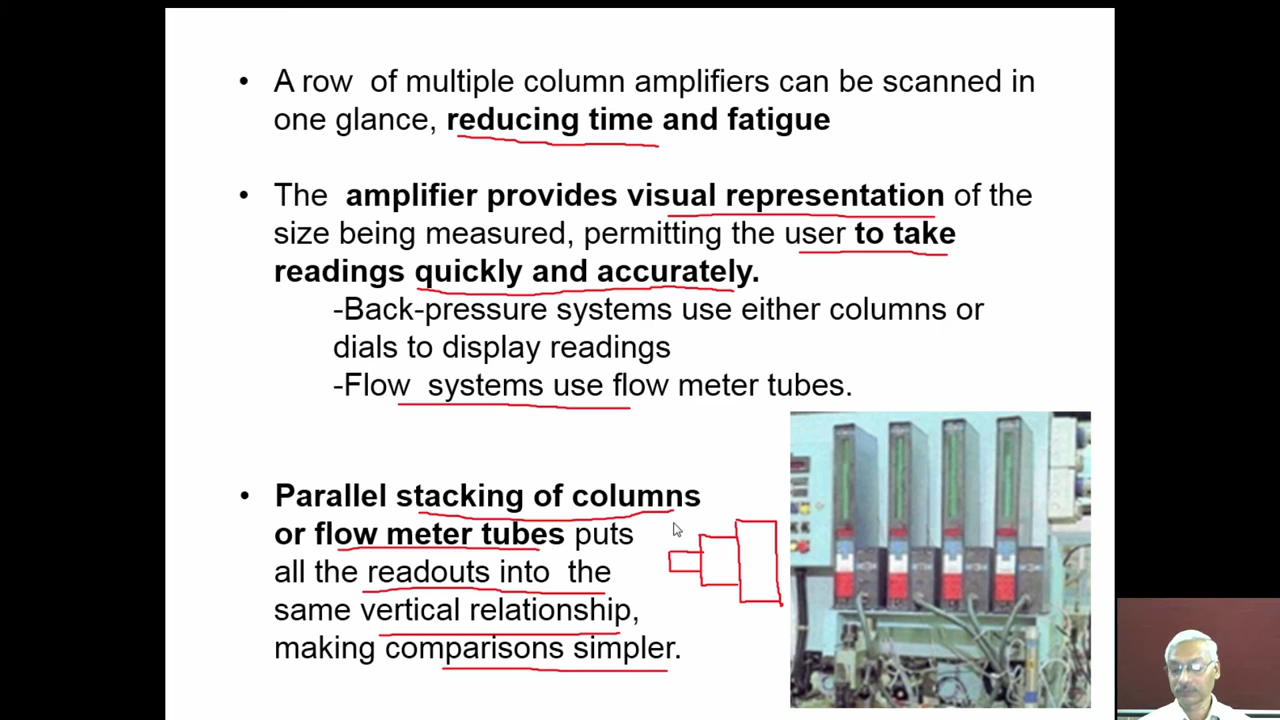 • A row of multiple column amplifiers can be scanned in
one glance, reducing time and fatigue
• The amplifier provides visual representation of the
size being measured, permitting the user to take
readings quickly and accurately.
-Back-pressure systems use either columns or
dials to display readings
-Flow systems use flow meter tubes.
• Parallel stacking of columns
or flow meter tubes puts
all the readouts into the
same vertical relationship,
making comparisons simpler.